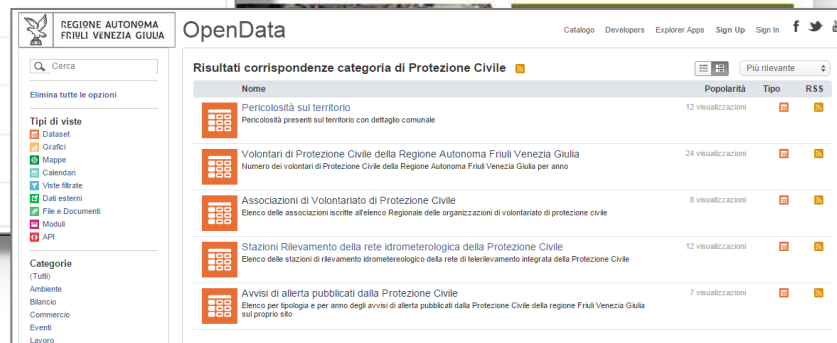 REGIONE AUTONOMA
FRIULI VENEZIA GIULIA
OpenData
Catalogo Developers Explorer Apps Sign Up Sign In
Cerca
Elimina tutte le opzioni
Tipi di viste
Dataset
Grafici
Mappe
Calendari
Viste filtrate
Dati esterni
File e Documenti
Moduli
API
Categorie
(Tutti)
Ambiente
Bilancio
Commercio
Eventi
Lavoro
Risultati corrispondenze categoria di Protezione Civile
Più rilevante
Nome Popolarità Tipo RSS
Pericolosità sul territorio 12 visualizzazioni
Pericolosità presenti sul territorio con dettaglio comunale
Volontari di Protezione Civile della Regione Autonoma Friuli Venezia Giulia 24 visualizzazioni
Numero dei volontari di Protezione Civile della Regione Autonoma Friuli Venezia Giulia per anno
Associazioni di Volontariato di Protezione Civile 8 visualizzazioni
Elenco delle associazioni iscritte all'elenco Regionale delle organizzazioni di volontariato di protezione civile
Stazioni Rilevamento della rete idrometerologica della Protezione Civile 12 visualizzazioni
Elenco delle stazioni di rilevamento idrometereologico della rete di telerilevamento integrata della Protezione Civile
Avvisi di allerta pubblicati dalla Protezione Civile 7 visualizzazioni
Elenco per tipologia e per anno degli avvisi di allerta pubblicati dalla Protezione Civile della regione Friuli Venezia Giulia
sul proprio sito